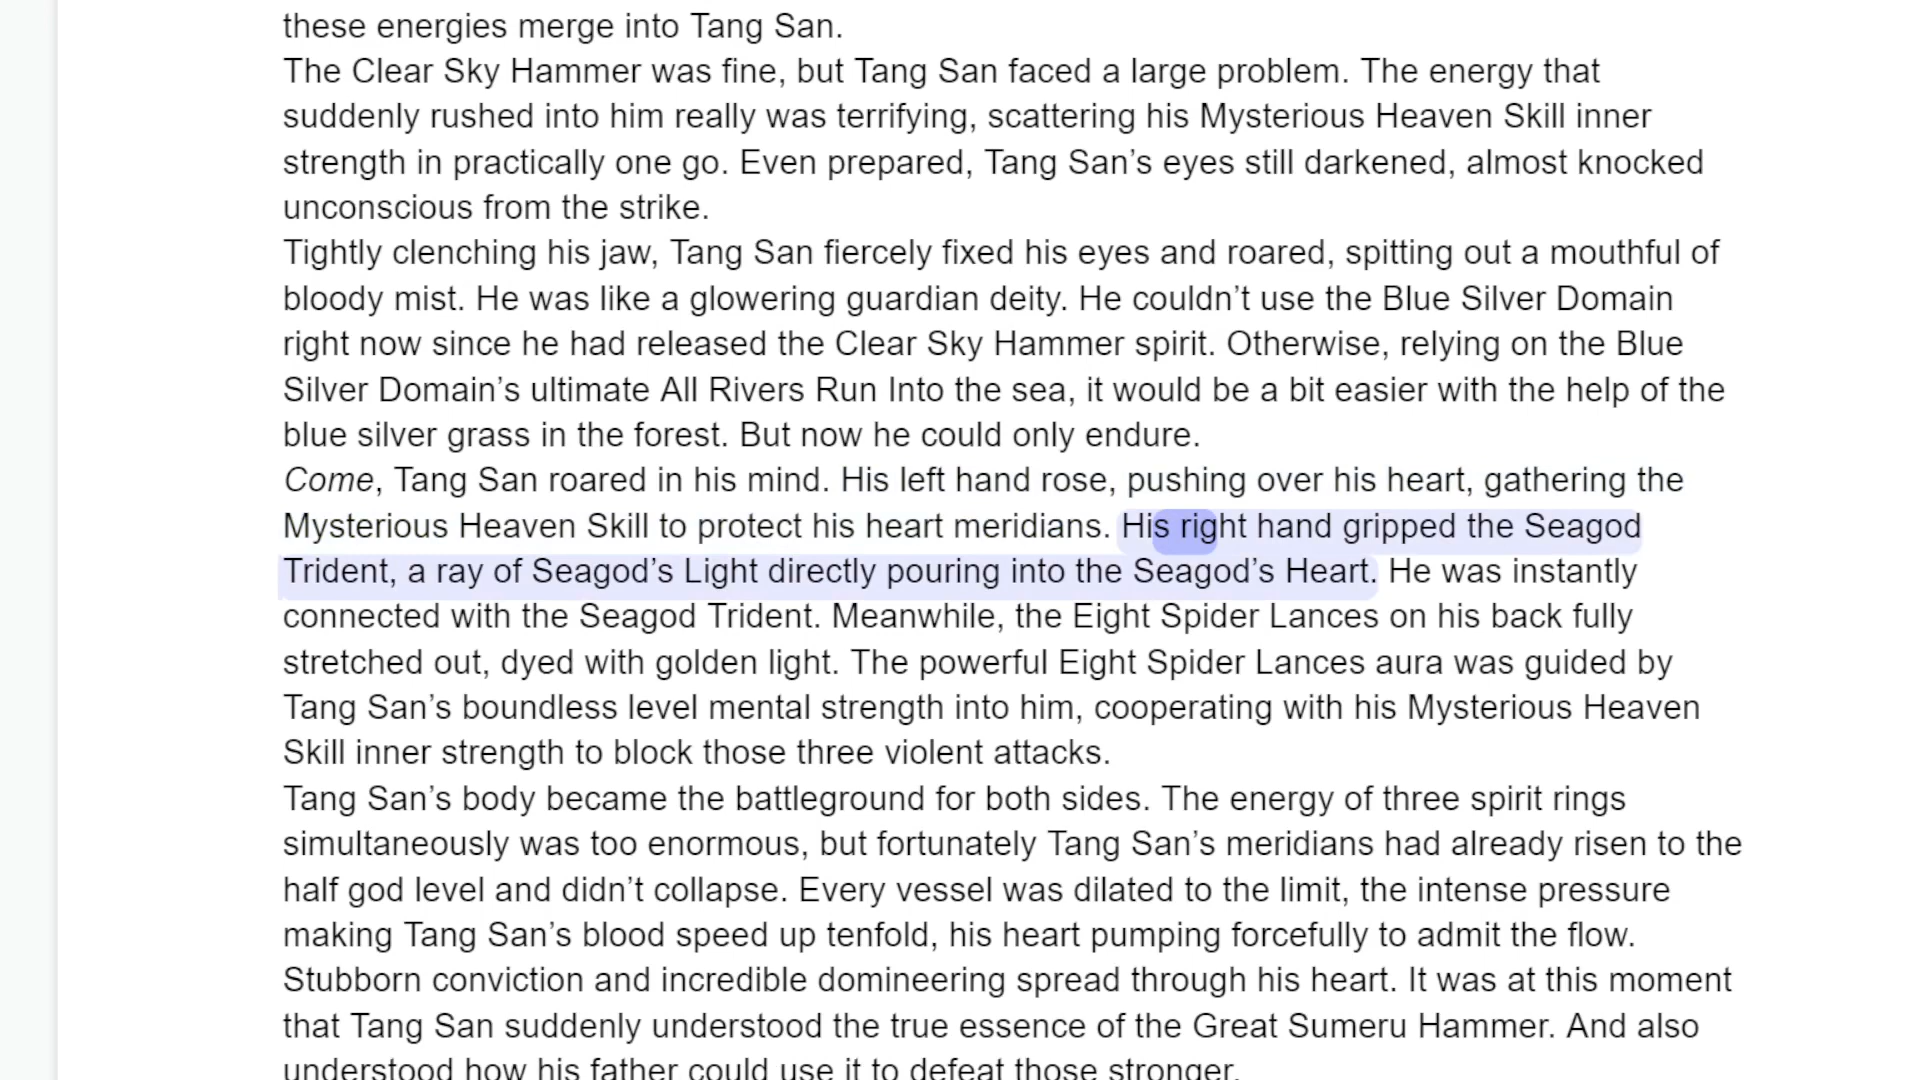 these energies merge into Tang San.
The Clear Sky Hammer was fine, but Tang San faced a large problem. The energy that
suddenly rushed into him really was terrifying, scattering his Mysterious Heaven Skill inner
strength in practically one go. Even prepared, Tang San’s eyes still darkened, almost knocked
unconscious from the strike.
Tightly clenching his jaw, Tang San fiercely fixed his eyes and roared, spitting out a mouthful of
bloody mist. He was like a glowering guardian deity. He couldn’t use the Blue Silver Domain
right now since he had released the Clear Sky Hammer spirit. Otherwise, relying on the Blue
Silver Domain’s ultimate All Rivers Run Into the sea, it would be a bit easier with the help of the
blue silver grass in the forest. But now he could only endure.
Come, Tang San roared in his mind. His left hand rose, pushing over his heart, gathering the
Mysterious Heaven Skill to protect his heart meridians. His right hand gripped the Seagod
Trident, a ray of Seagod’s Light directly pouring into the Seagod’s Heart. He was instantly
connected with the Seagod Trident. Meanwhile, the Eight Spider Lances on his back fully
stretched out, dyed with golden light. The powerful Eight Spider Lances aura was guided by
Tang San’s boundless level mental strength into him, cooperating with his Mysterious Heaven
Skill inner strength to block those three violent attacks.
Tang San’s body became the battleground for both sides. The energy of three spirit rings
simultaneously was too enormous, but fortunately Tang San’s meridians had already risen to the
half god level and didn’t collapse. Every vessel was dilated to the limit, the intense pressure
making Tang San’s blood speed up tenfold, his heart pumping forcefully to admit the flow.
Stubborn conviction and incredible domineering spread through his heart. It was at this moment
that Tang San suddenly understood the true essence of the Great Sumeru Hammer. And also
understood how his father could use it to defeat those stronger.